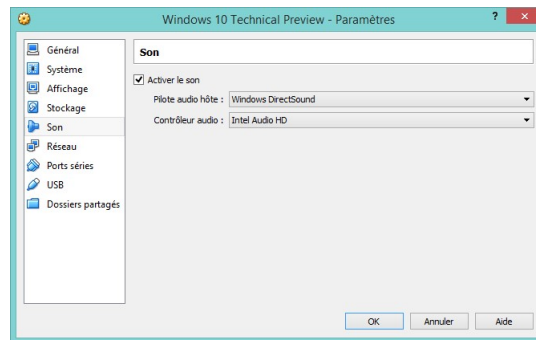 Windows 10 Technical Preview - Paramètres
?
×
Général
Système
Affichage
Stockage
Son
Réseau
Ports séries
USB
Dossiers partagés
Son
Activer le son
Pilote audio hôte : Windows DirectSound
Contrôleur audio : Intel Audio HD
OK Annuler Aide